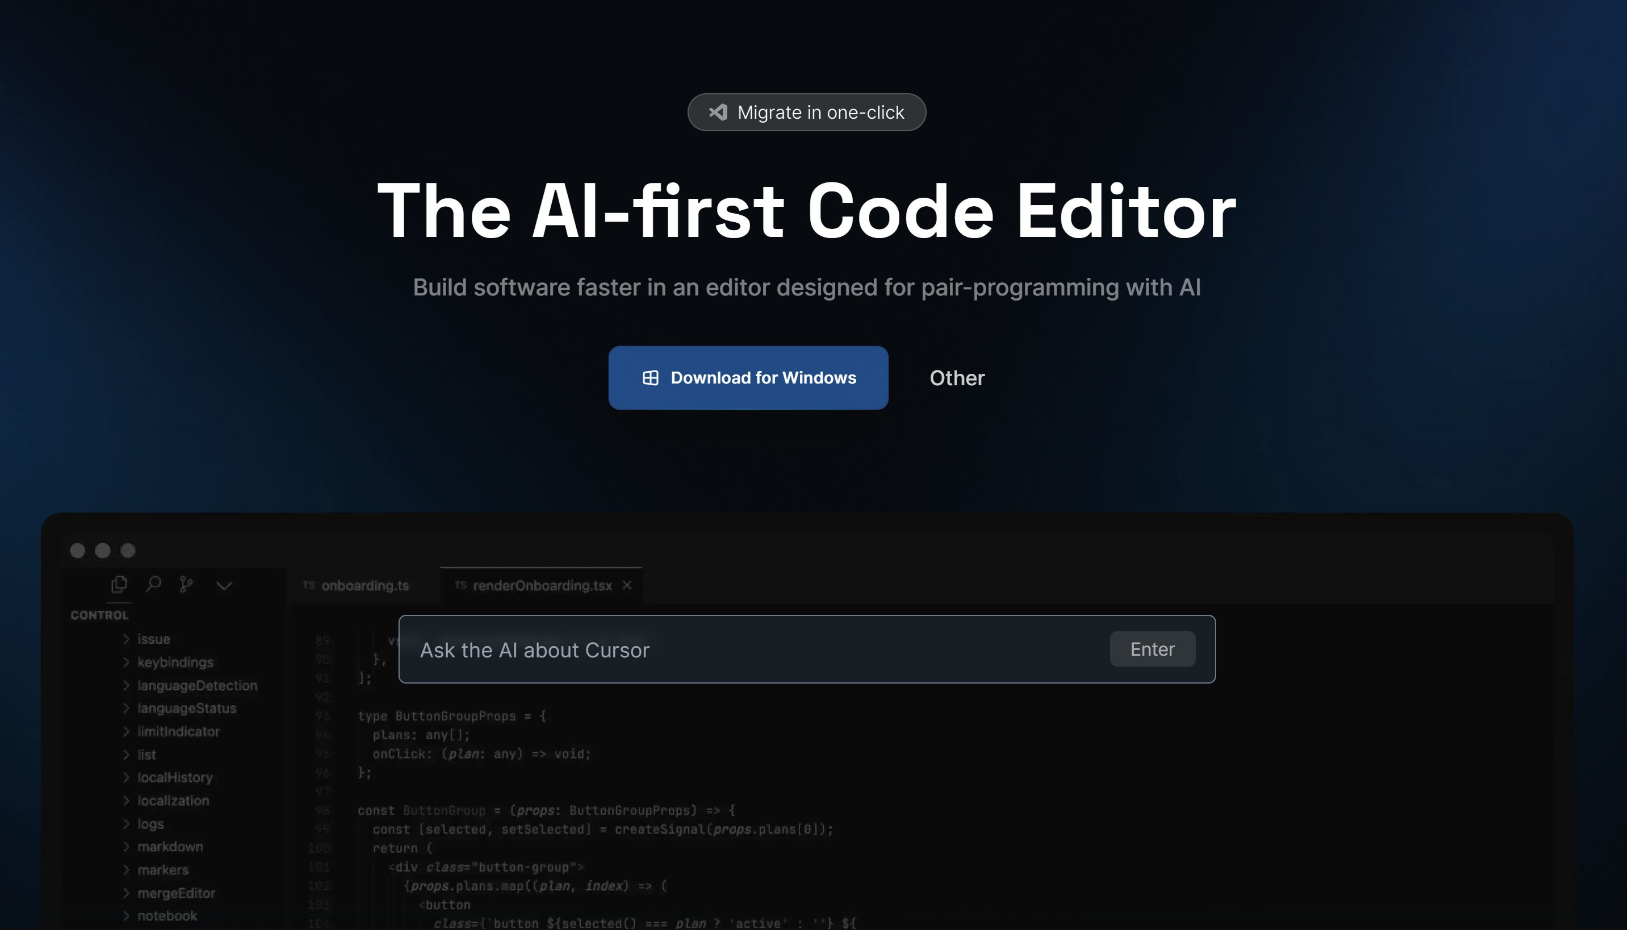 Migrate in one-click
The AI-first Code Editor
Build software faster in an editor designed for pair-programming with AI
Download for Windows
Other
TS onboarding.ts
TS renderOnboarding.tsx
CONTROL
issue
keybindings
languageDetection
languageStatus
limitIndicator
list
localHistory
localization
logs
markdown
markers
mergeEditor
notebook
Ask the AI about Cursor
Enter
89
90 },
91 ];
92
93 type ButtonGroupProps = {
94 plans: any[];
95 onClick: (plan: any) => void;
96 };
97
98 const ButtonGroup = (props: ButtonGroupProps) => {
99 const [selected, setSelected] = createSignal(props.plans[0]);
100 return (
101 <div class="button-group">
102 {props.plans.map((plan, index) => (
103 <button
104 class={`button ${selected() === plan ? 'active' : ''} ${